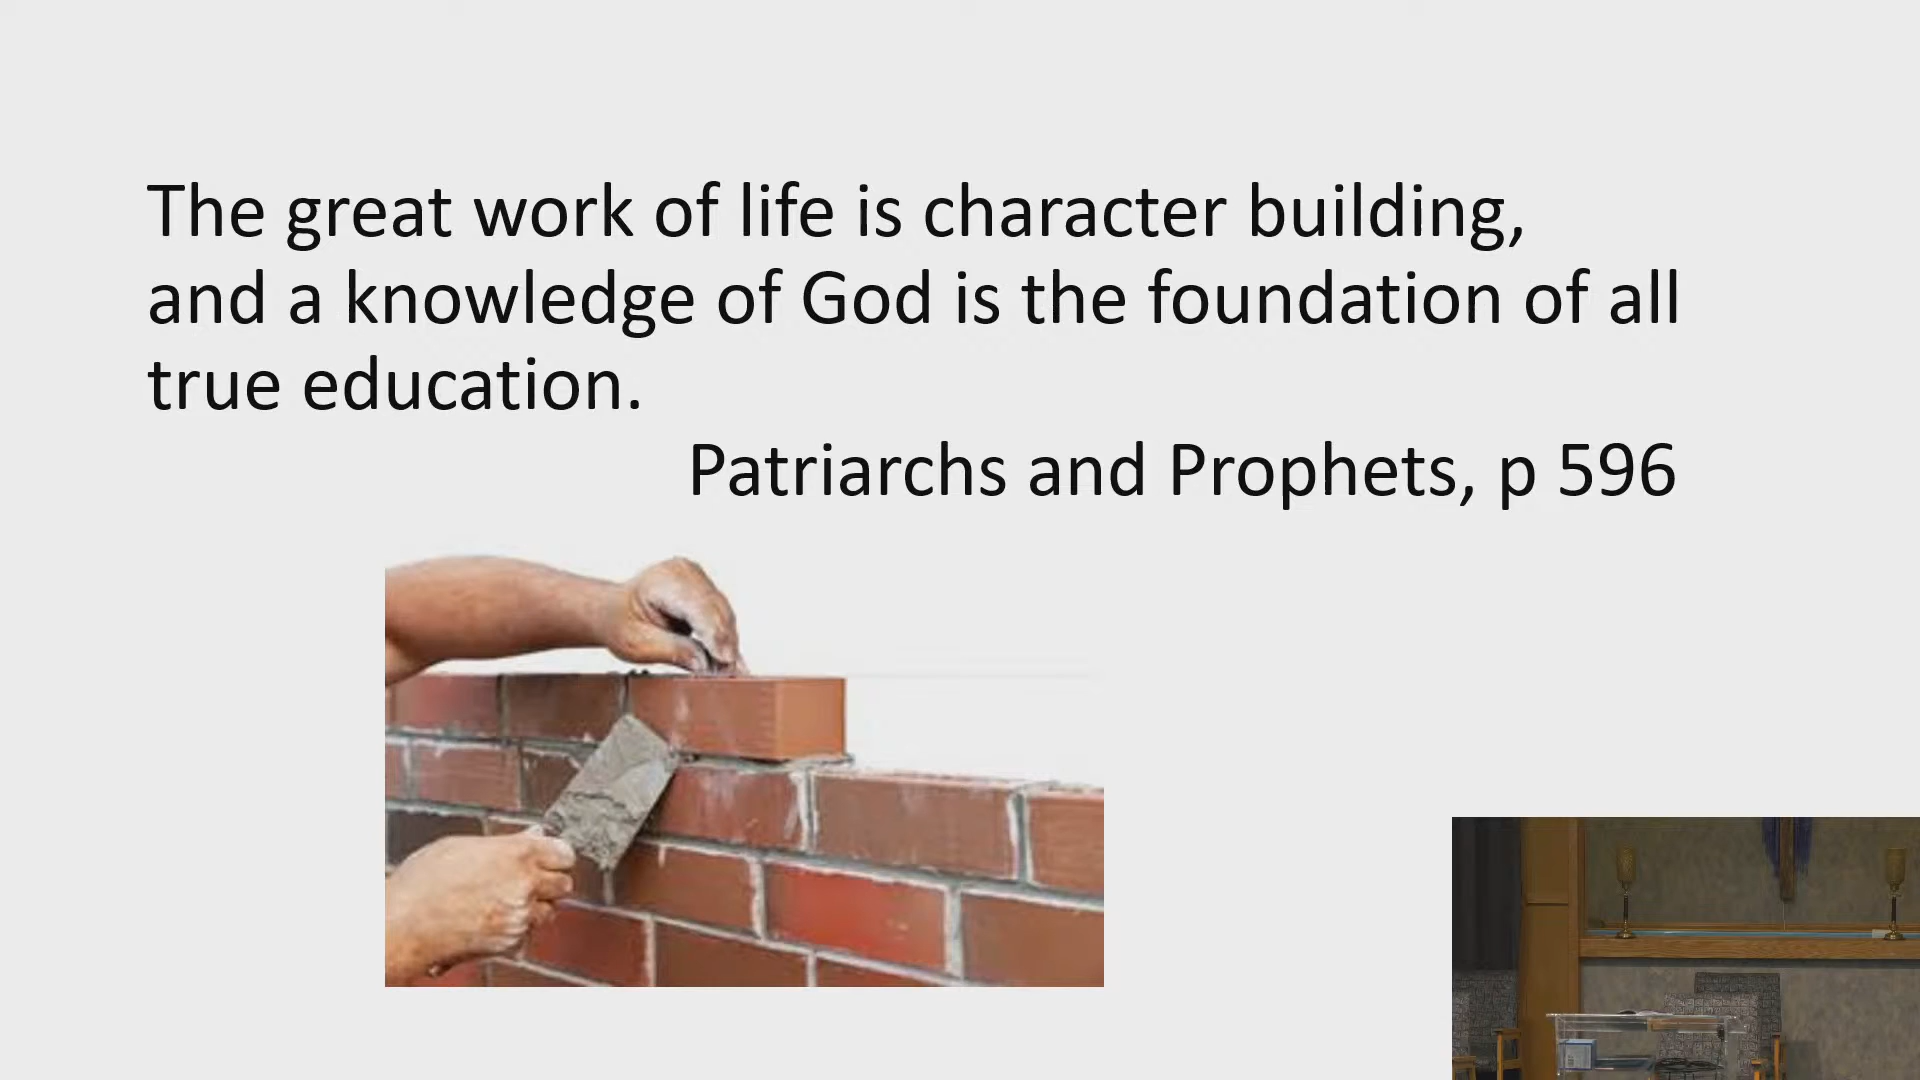 The great work of life is character building,
and a knowledge of God is the foundation of all
true education.
Patriarchs and Prophets, p 596